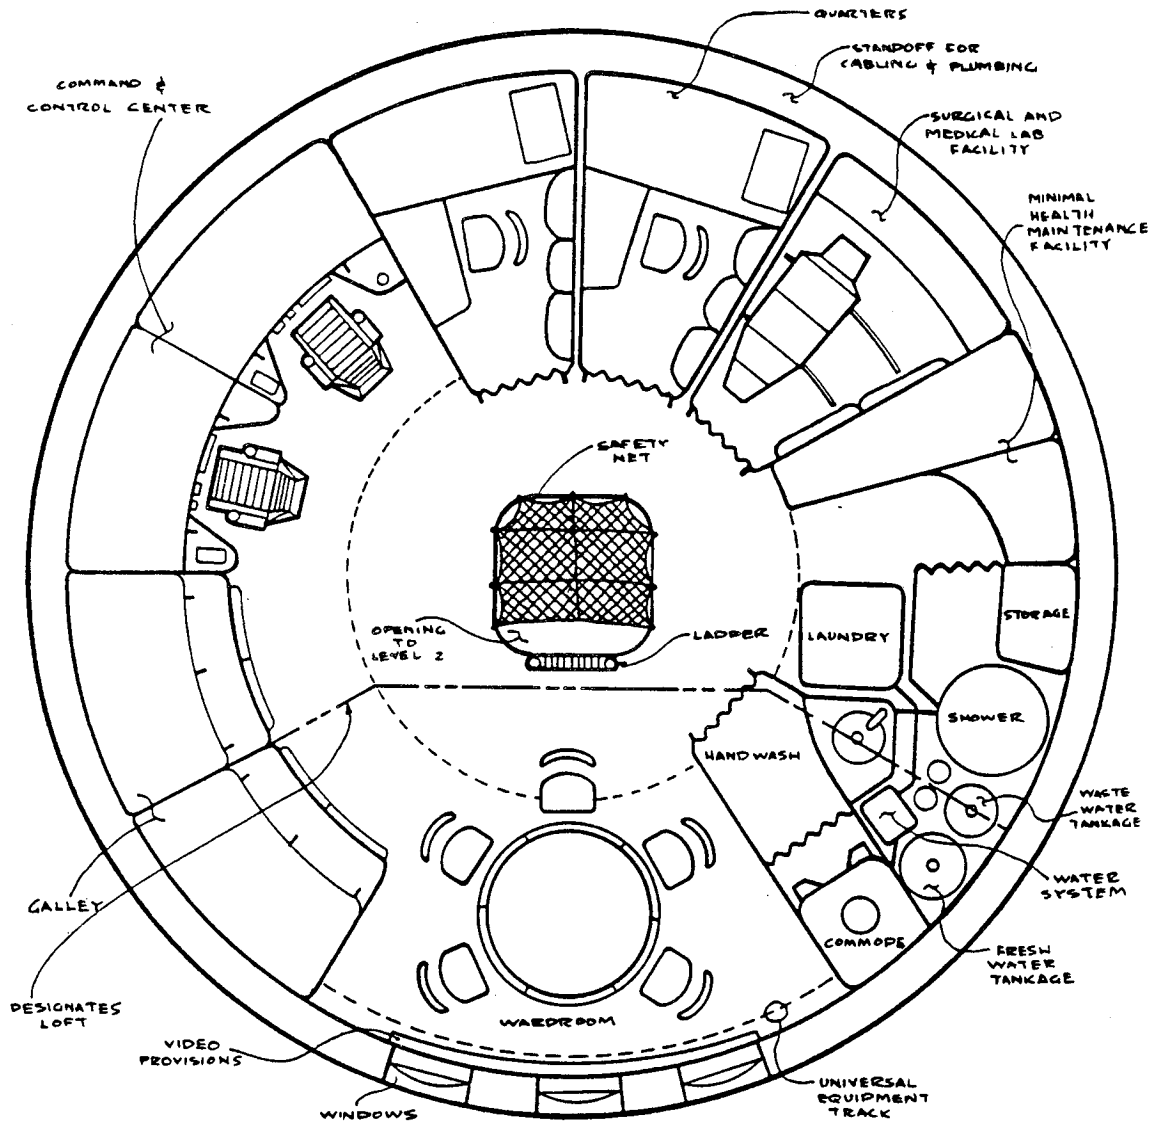 QUARTERS
STANDOFF FOR
CABLING & PLUMBING
COMMAND &
CONTROL CENTER
SURGICAL AND
MEDICAL LAB
FACILITY
MINIMAL
HEALTH
MAINTENANCE
FACILITY
SAFETY
NET
OPENING
TO
LEVEL 2
LADDER
LAUNDRY
STORAGE
SHOWER
HANDWASH
WASTE
WATER
TANKAGE
WATER
SYSTEM
GALLEY
COMMODE
FRESH
WATER
TANKAGE
DESIGNATES
LOFT
WARDROOM
VIDEO
PROVISIONS
WINDOWS
UNIVERSAL
EQUIPMENT
TRACK